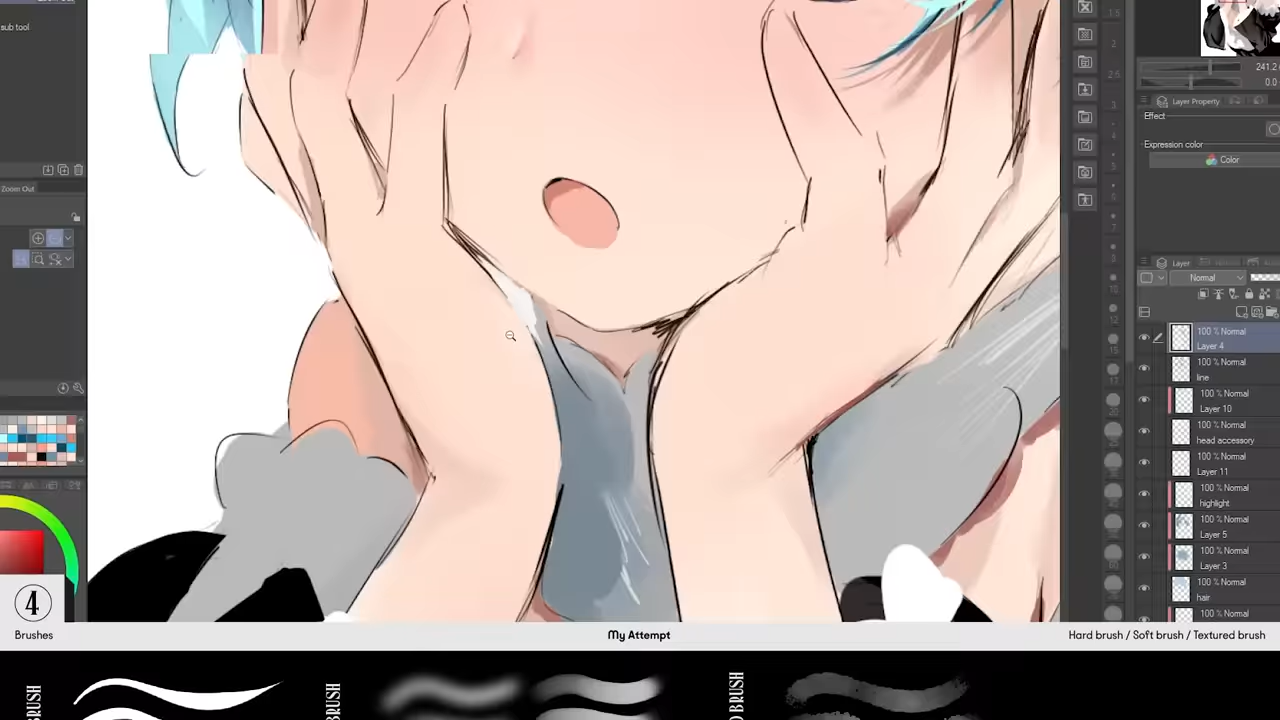 sub tool
Zoom Out
4
Brushes
My Attempt
Hard brush / Soft brush / Textured brush
BRUSH
BRUSH
BRUSH
241.2
0.0
Layer Property
Effect
Expression color
Color
Layer
Normal
100 % Normal
Layer 4
100 % Normal
line
100 % Normal
Layer 10
100 % Normal
head accessory
100 % Normal
Layer 11
100 % Normal
highlight
100 % Normal
Layer 5
100 % Normal
Layer 3
100 % Normal
hair
100 % Normal